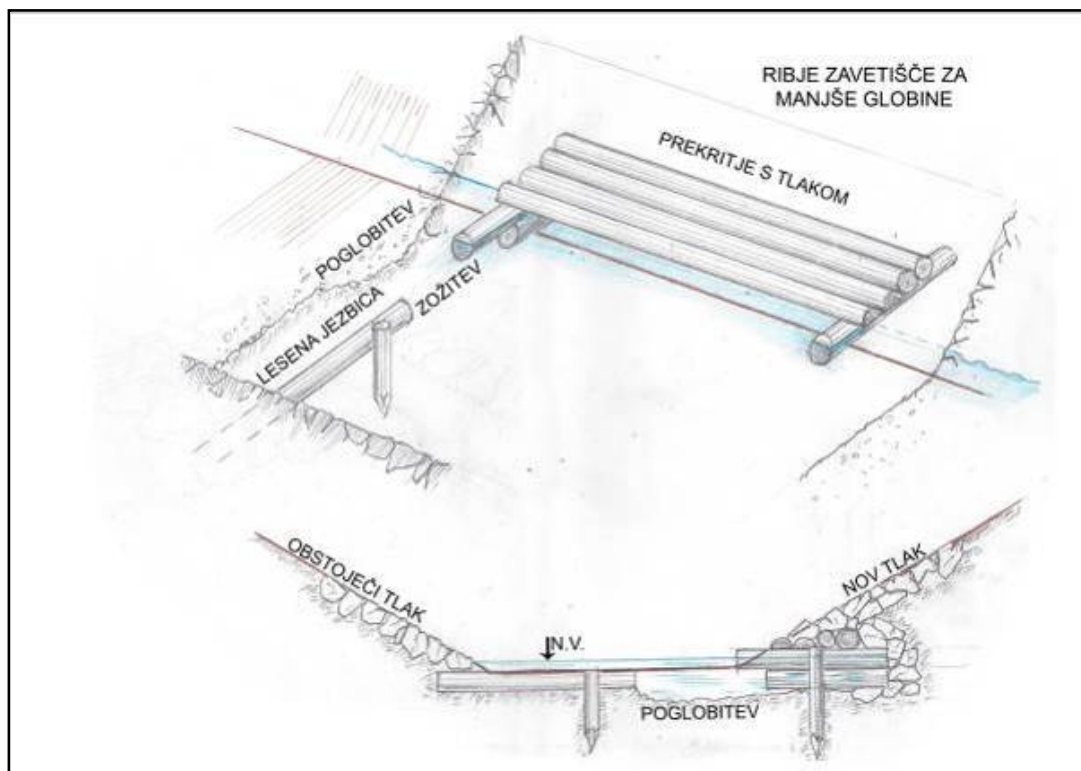 RIBJE ZAVETIŠČE ZA
MANJŠE GLOBINE
PREKRITJE S TLAKOM
POGLOBITEV
LESENA JEZBICA
ZOŽITEV
OBSTOJEČI TLAK
N.V.
NOV TLAK
POGLOBITEV